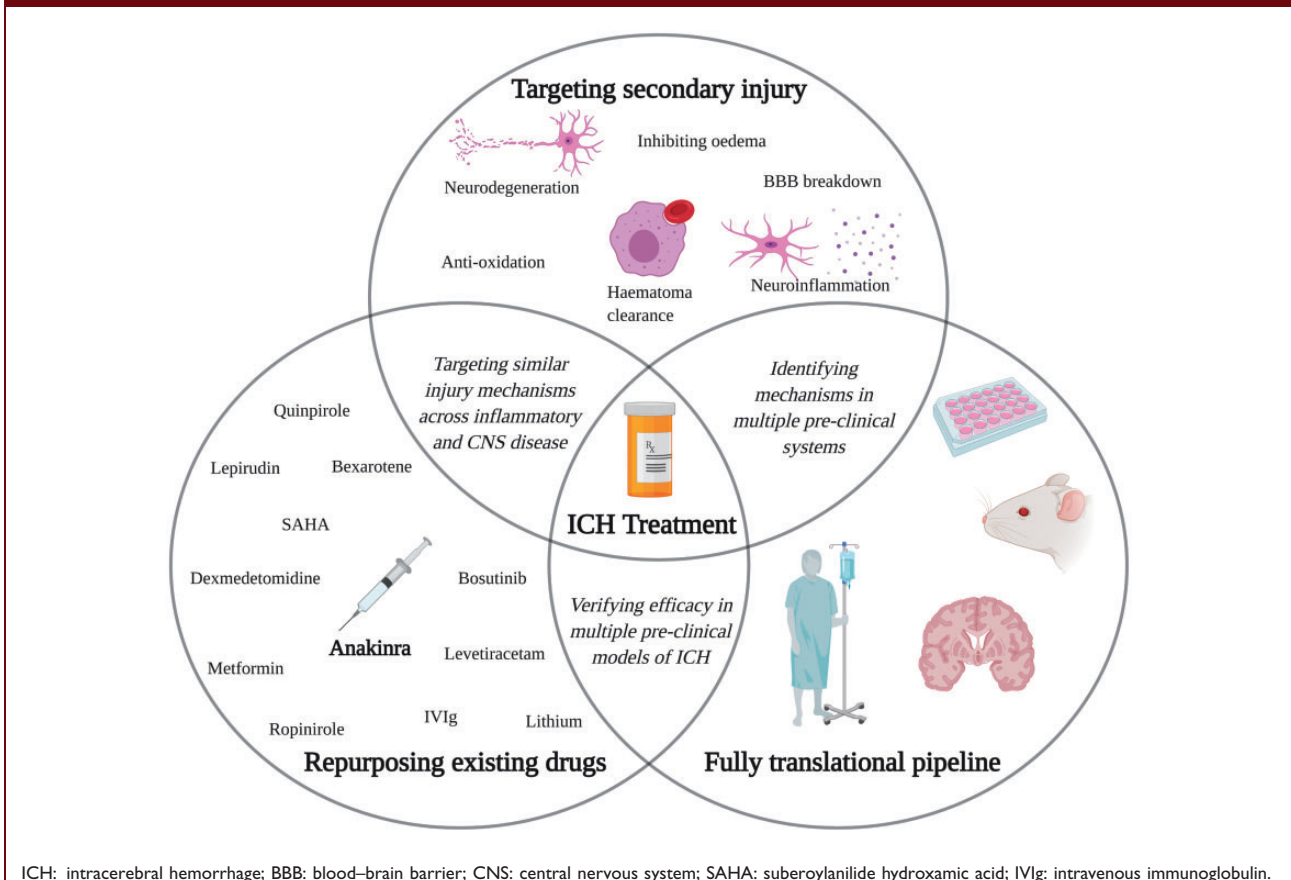 Targeting secondary injury
Inhibiting oedema
Neurodegeneration
BBB breakdown
Anti-oxidation
Haematoma
clearance
Neuroinflammation
Targeting similar
injury mechanisms
across inflammatory
and CNS disease
Identifying
mechanisms in
multiple pre-clinical
systems
Quinpirole
Lepirudin
Bexarotene
SAHA
Dexmedetomidine
Bosutinib
Anakinra
Levetiracetam
Metformin
IVIg
Lithium
Ropinirole
Repurposing existing drugs
Rx
ICH Treatment
Verifying efficacy in
multiple pre-clinical
models of ICH
Fully translational pipeline
ICH: intracerebral hemorrhage; BBB: blood–brain barrier; CNS: central nervous system; SAHA: suberoylanilide hydroxamic acid; IVIg: intravenous immunoglobulin.